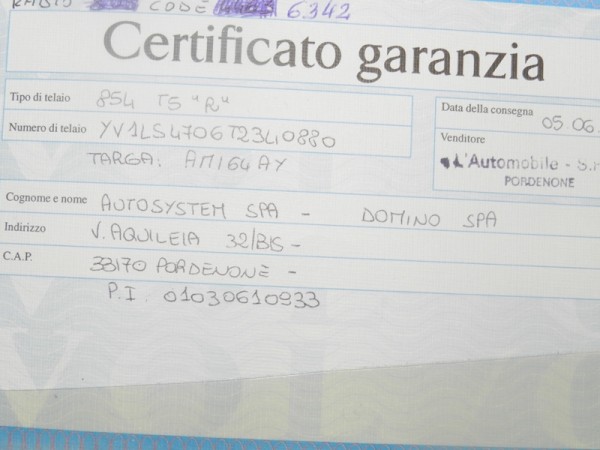 RADIO CODE 6342
Certificato garanzia
Tipo di telaio 854 T5 "R"
Numero di telaio YV1LS4706T2340880
TARGA: AM164AY
Data della consegna 05.06.
Venditore
L'Automobile - S.r
PORDENONE
Cognome e nome AUTOSYSTEM SPA - DOMINO SPA
Indirizzo V. AQUILEIA 32/BIS -
C.A.P. 33170 PORDENONE -
P.I. 01030610933